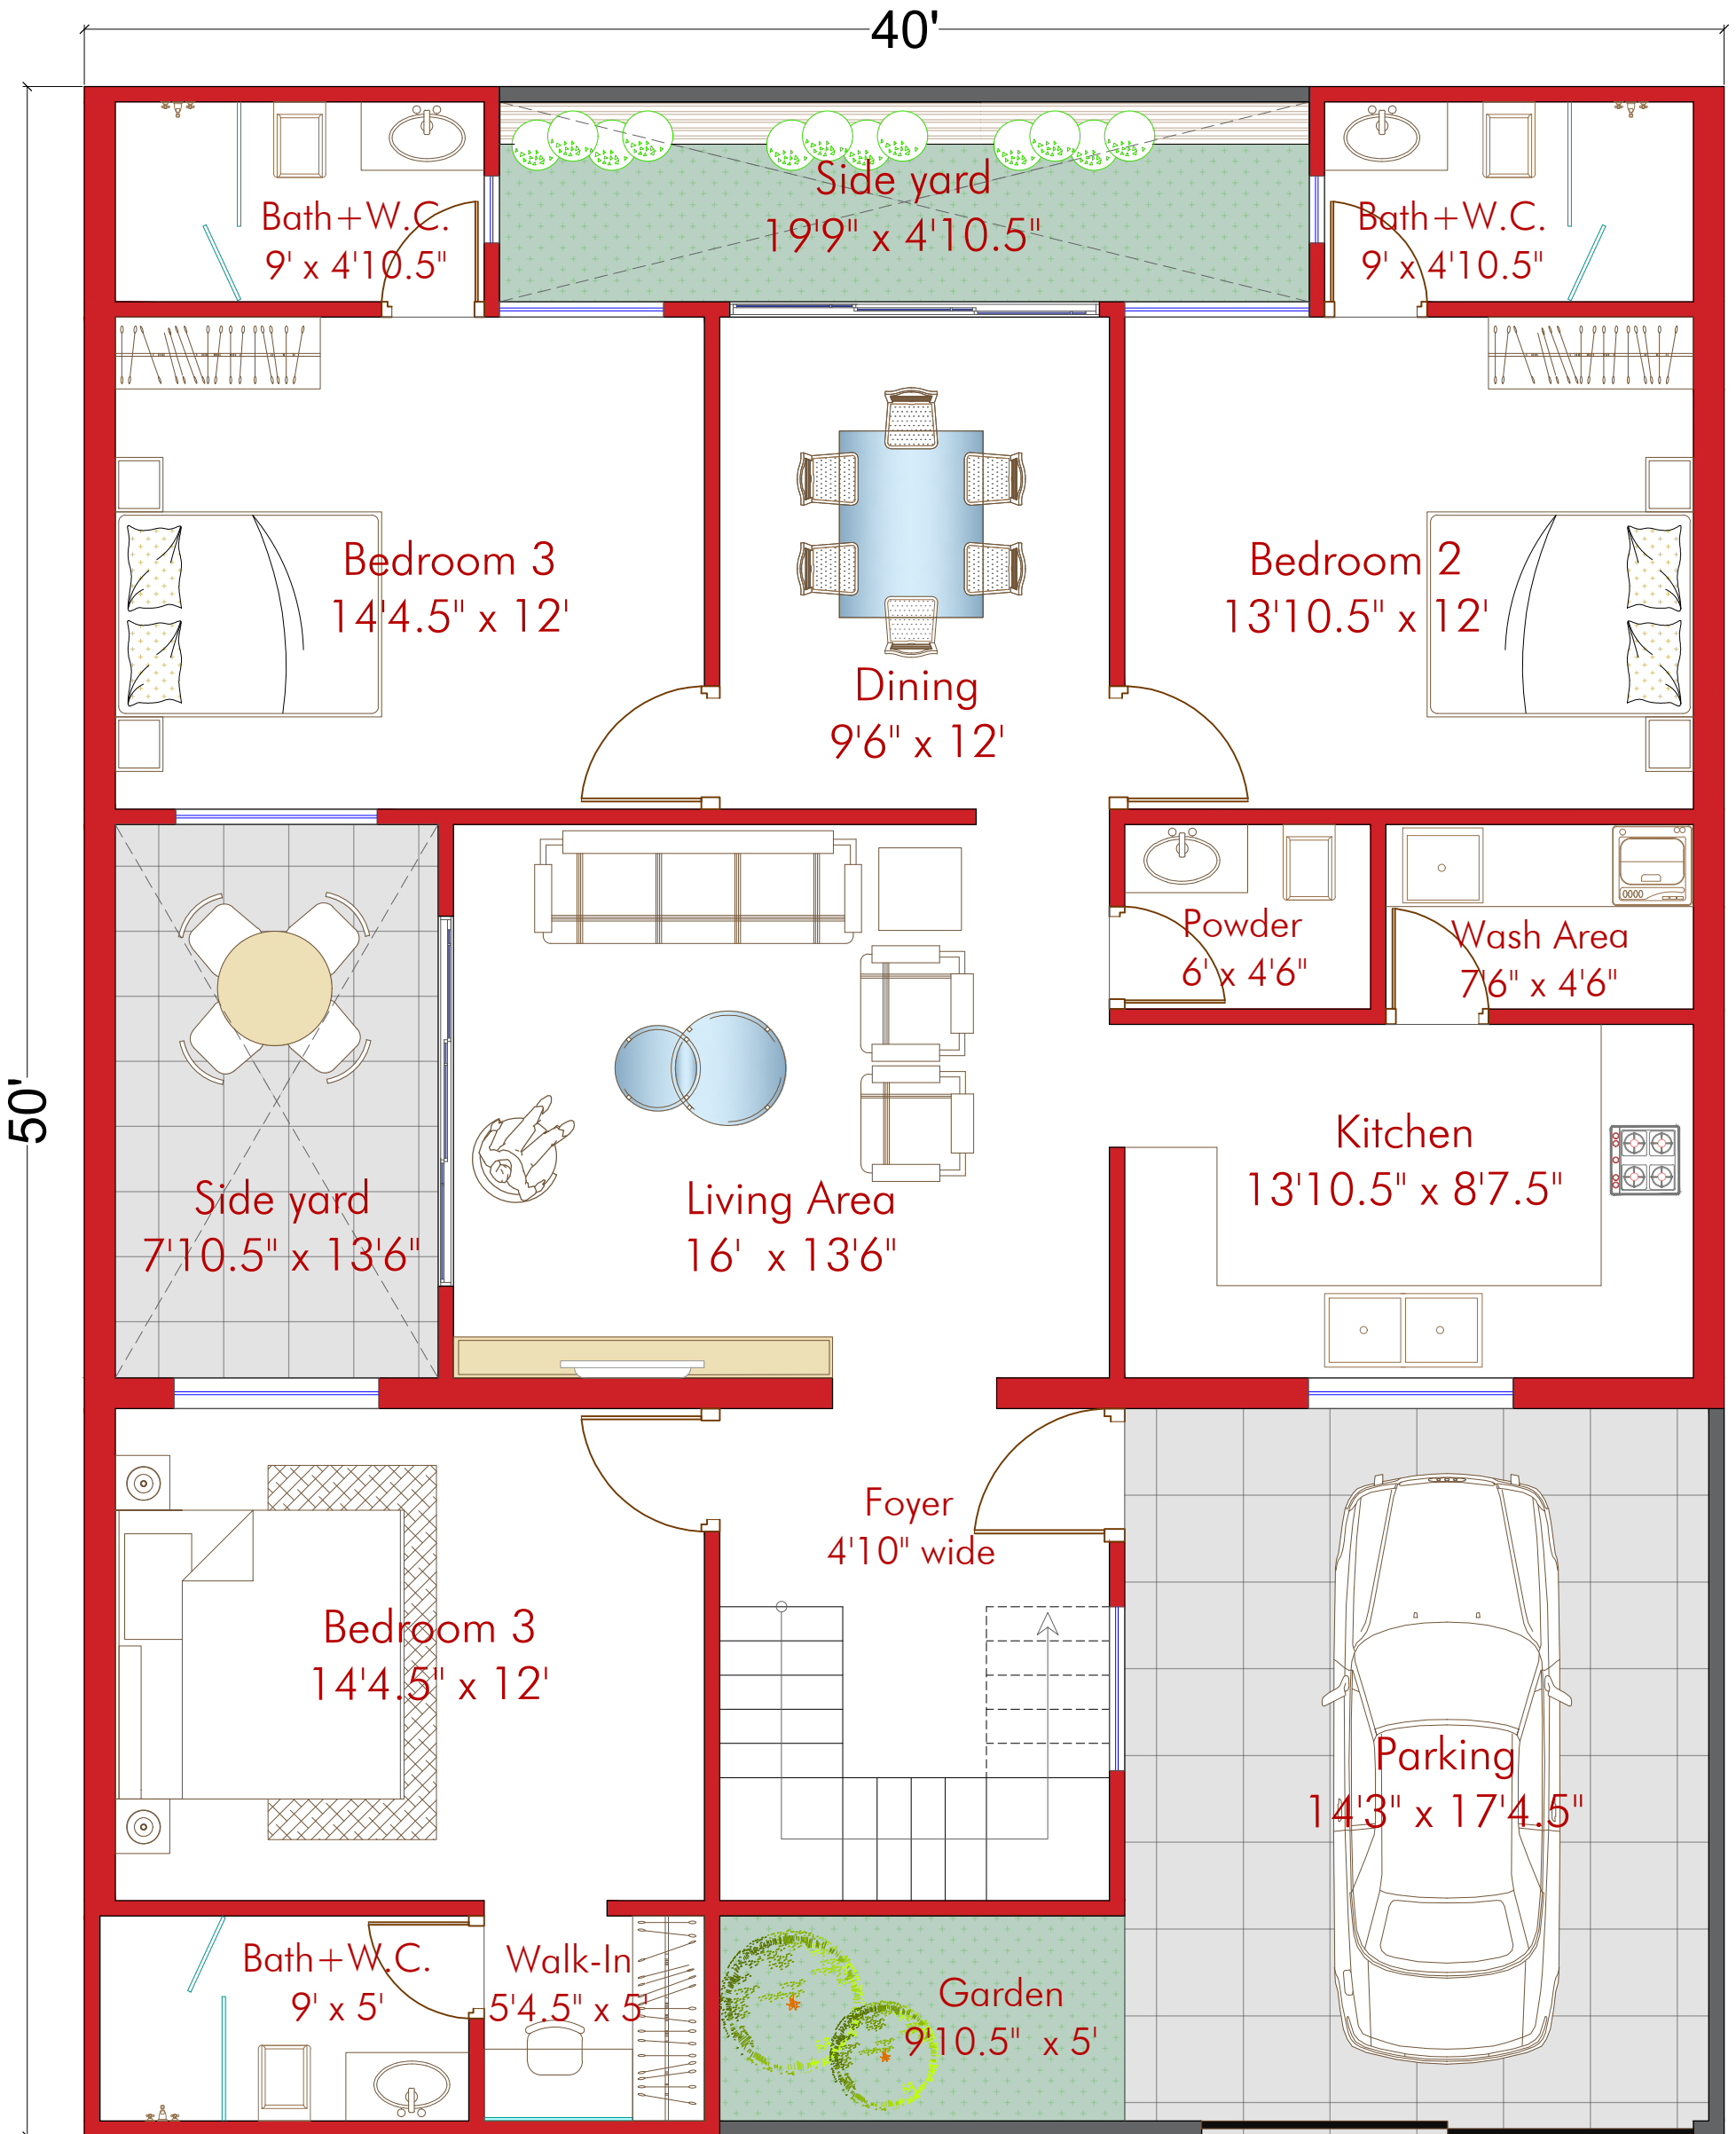 40'
Side yard
19'9" x 4'10.5"
Bath+W.C.
9' x 4'10.5"
Bath+W.C.
9' x 4'10.5"
Bedroom 3
14'4.5" x 12'
Bedroom 2
13'10.5" x 12'
Dining
9'6" x 12'
Powder
6' x 4'6"
Wash Area
7'6" x 4'6"
50'
Kitchen
13'10.5" x 8'7.5"
Side yard
7'10.5" x 13'6"
Living Area
16' x 13'6"
Foyer
4'10" wide
Bedroom 3
14'4.5" x 12'
Parking
14'3" x 17'4.5"
Bath+W.C.
9' x 5'
Walk-In
5'4.5" x 5'
Garden
9'10.5" x 5'